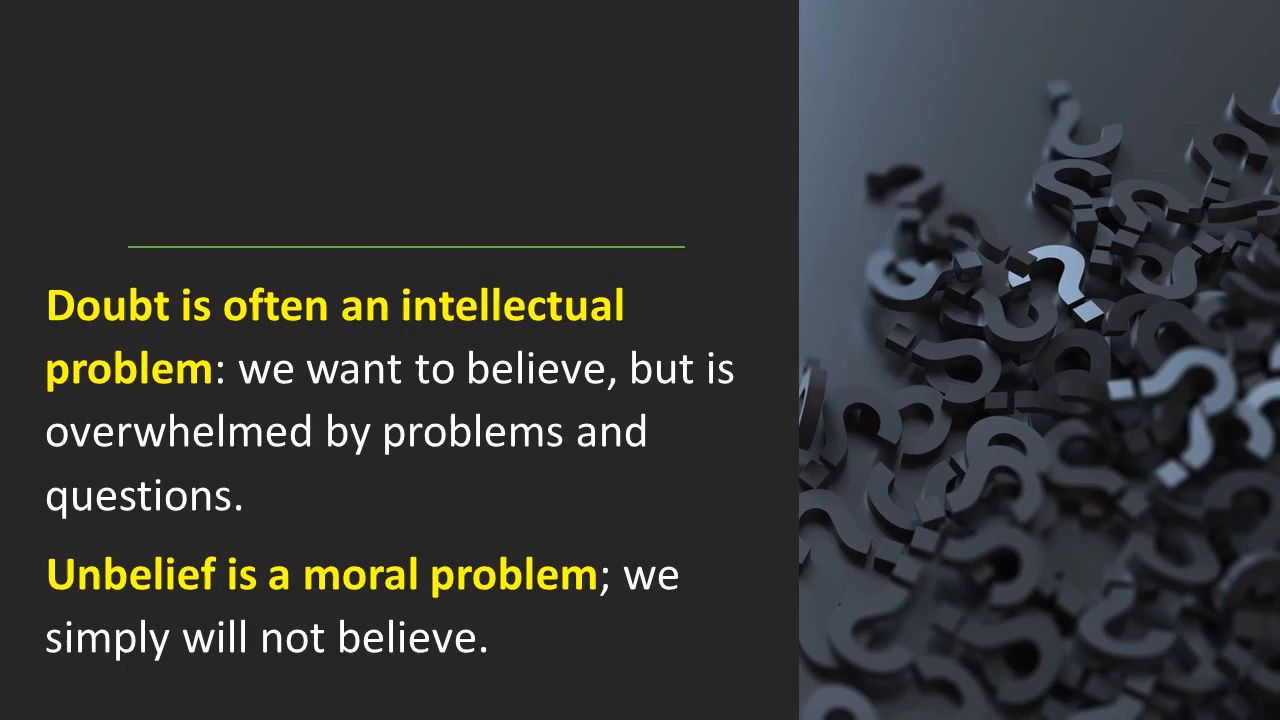 Doubt is often an intellectual
problem: we want to believe, but is
overwhelmed by problems and
questions.
Unbelief is a moral problem; we
simply will not believe.